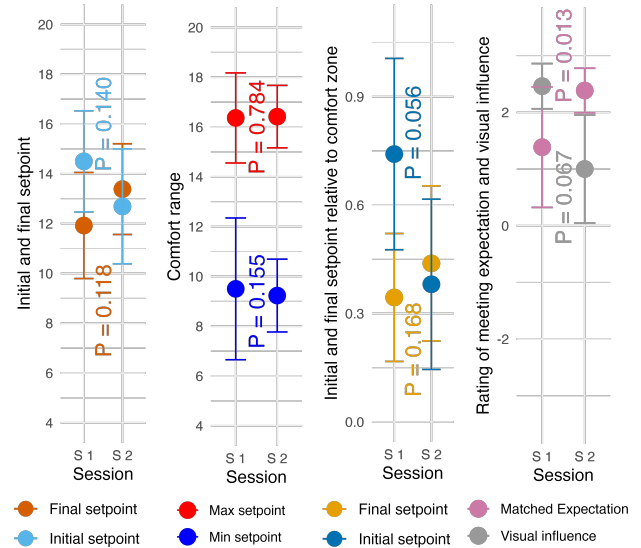 Initial and final setpoint
20
18
16
14
12
10
8
6
4
P = 0.140
P = 0.118
S 1
S 2
Session
Comfort range
20
18
16
14
12
10
8
6
4
P = 0.784
P = 0.155
S 1
S 2
Session
Initial and final setpoint relative to comfort zone
0.9
0.6
0.3
0.0
P = 0.056
P = 0.168
S 1
S 2
Session
Rating of meeting expectation and visual influence
2
0
-2
P = 0.013
P = 0.067
S 1
S 2
Session
Final setpoint
Initial setpoint
Max setpoint
Min setpoint
Final setpoint
Initial setpoint
Matched Expectation
Visual influence